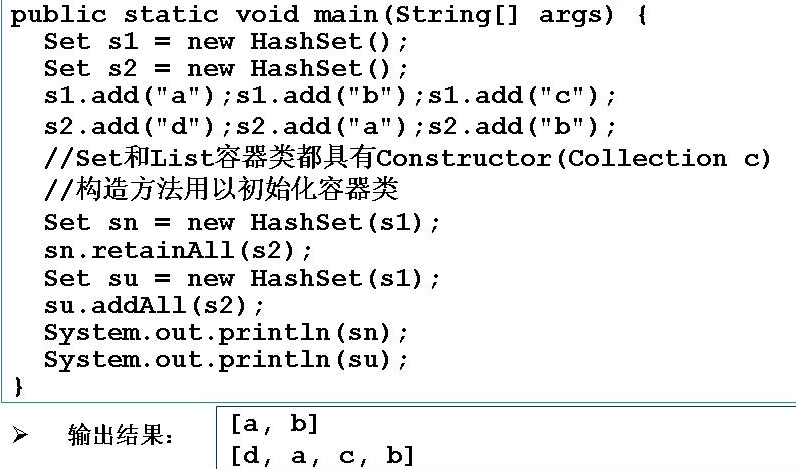 public static void main(String[] args) {
Set s1 = new HashSet();
Set s2 = new HashSet();
s1.add("a");s1.add("b");s1.add("c");
s2.add("d");s2.add("a");s2.add("b");
//Set和List容器类都具有Constructor(Collection c)
//构造方法用以初始化容器类
Set sn = new HashSet(s1);
sn.retainAll(s2);
Set su = new HashSet(s1);
su.addAll(s2);
System.out.println(sn);
System.out.println(su);
}
➢ 输出结果:
[a, b]
[d, a, c, b]